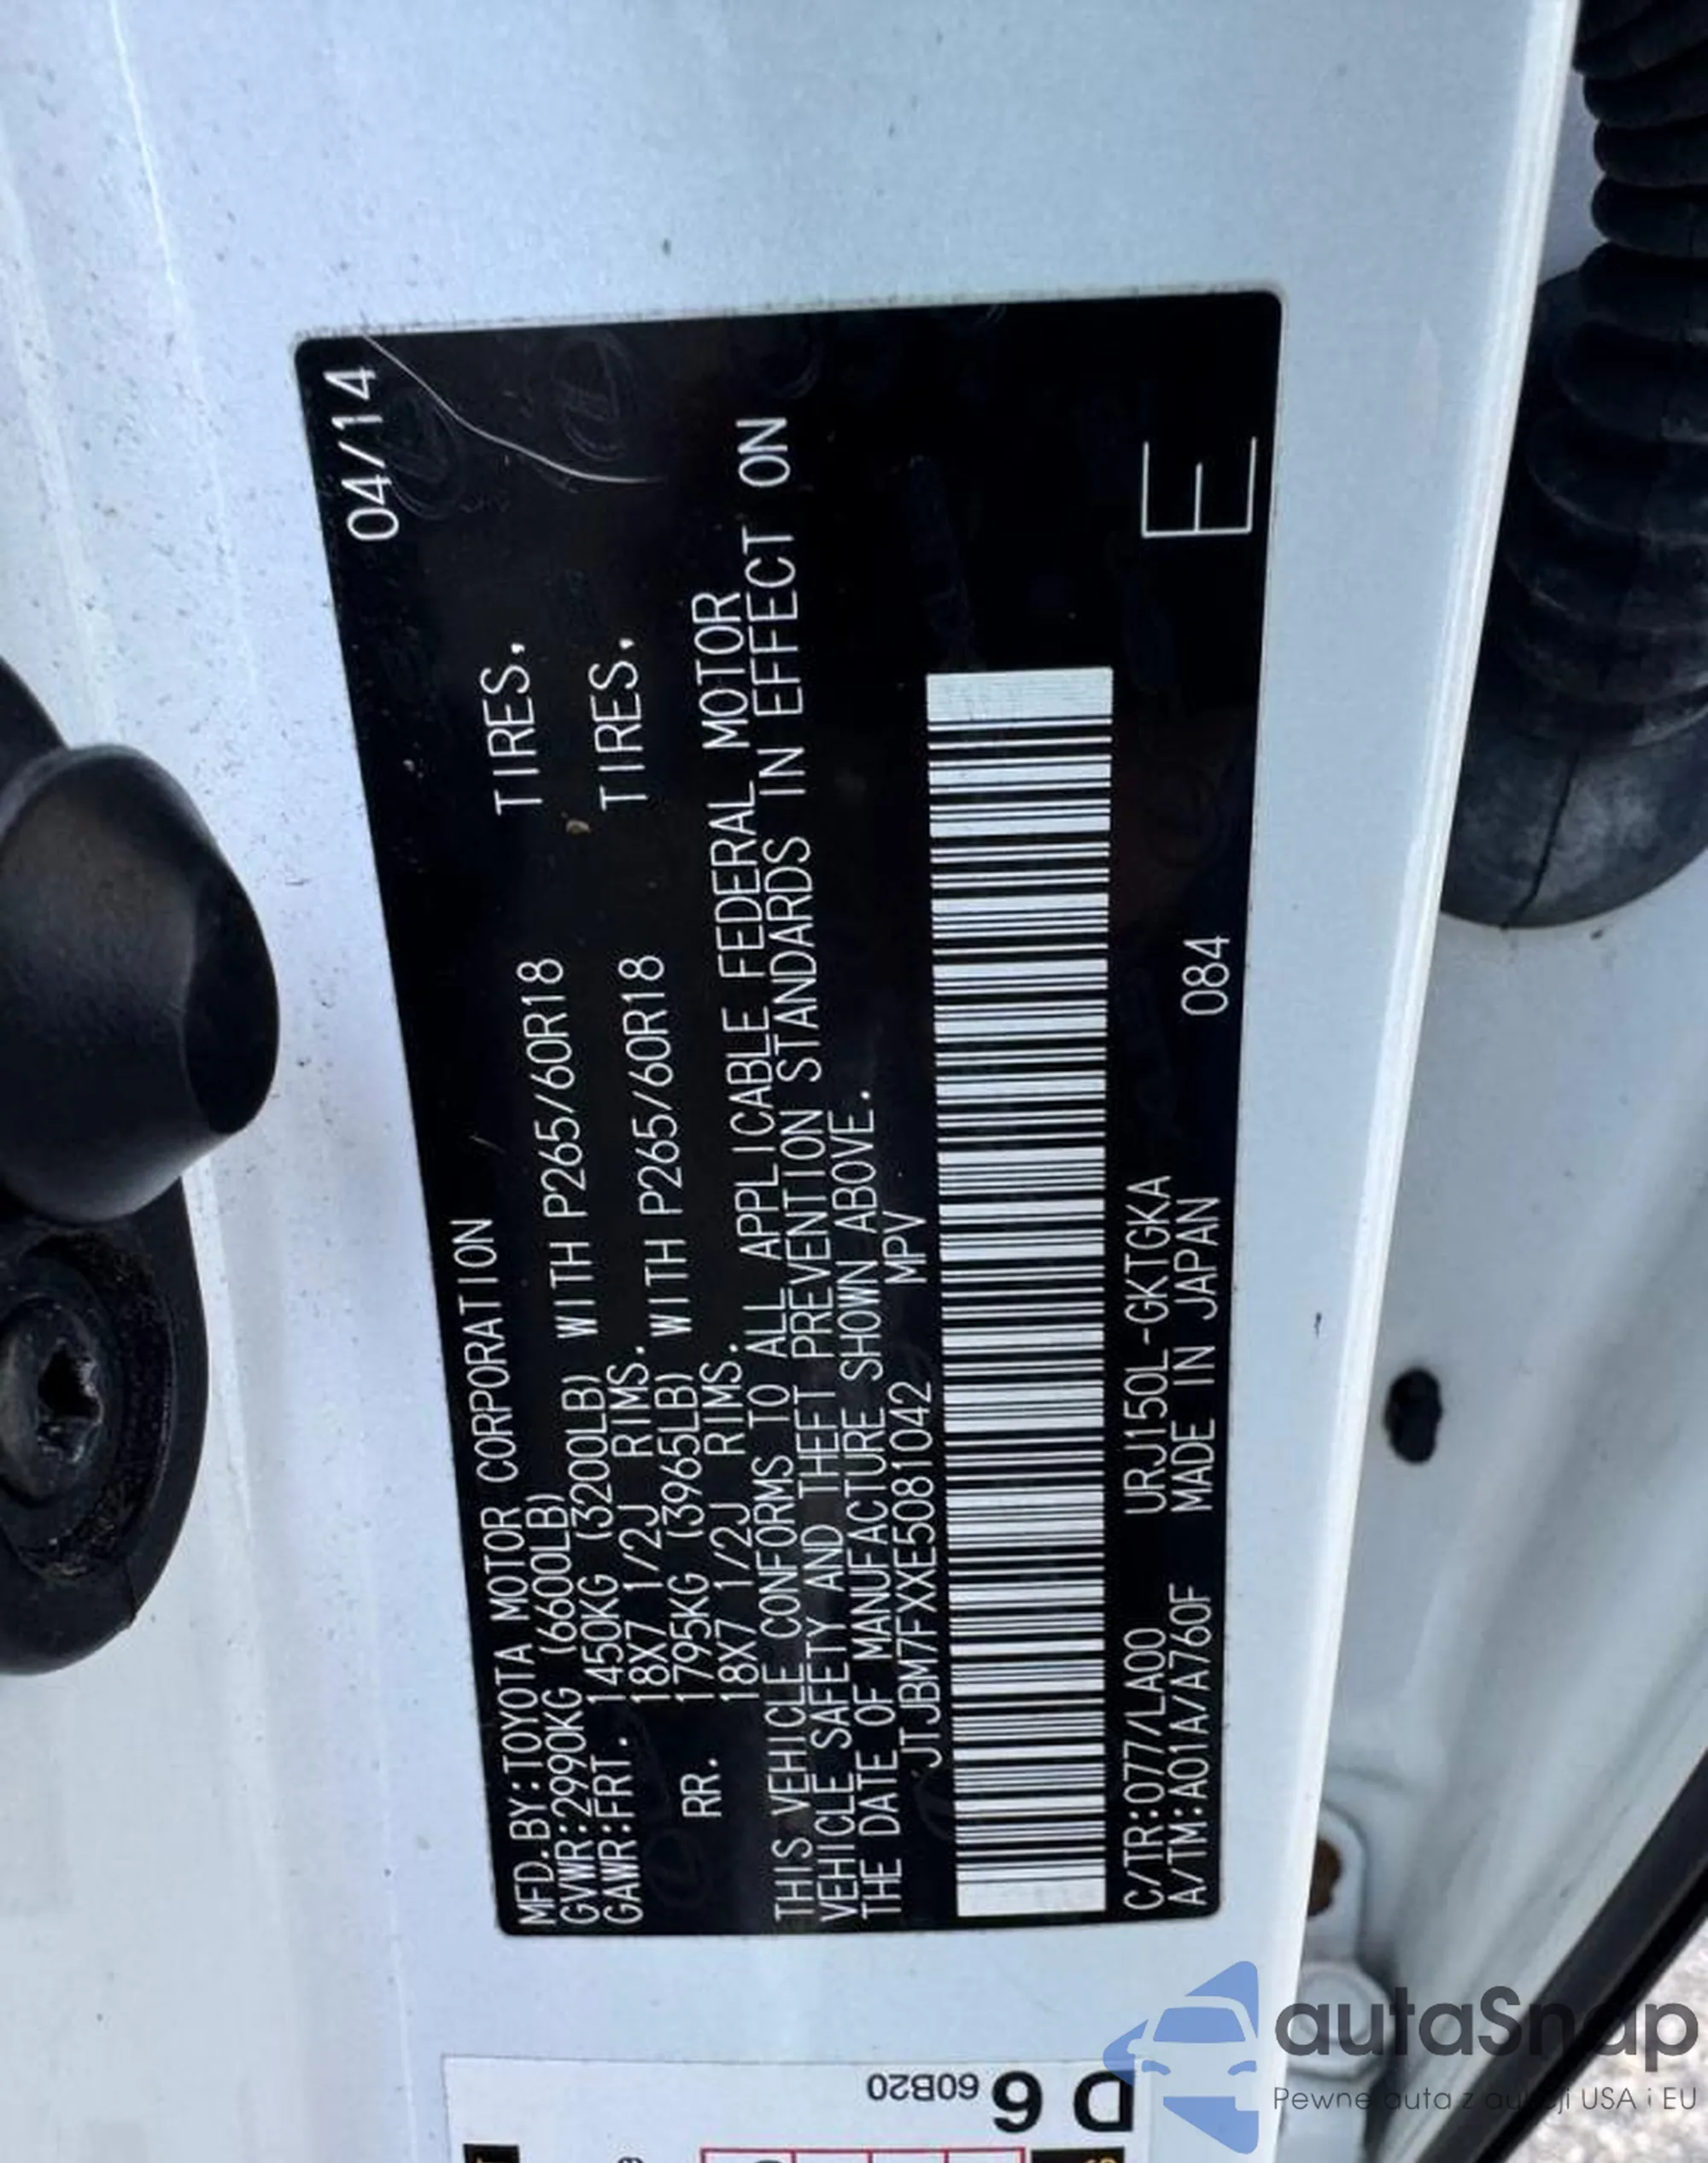 04/14
MFD.BY:TOYOTA MOTOR CORPORATION
GVWR:2990KG (6600LB)
GAWR:FRT. 1450KG (3200LB) WITH P265/60R18 TIRES.
18X7 1/2J RIMS.
RR. 1795KG (3965LB) WITH P265/60R18 TIRES.
18X7 1/2J RIMS.
THIS VEHICLE CONFORMS TO ALL APPLICABLE FEDERAL MOTOR
VEHICLE SAFETY AND THEFT PREVENTION STANDARDS IN EFFECT ON
THE DATE OF MANUFACTURE SHOWN ABOVE.
JTJBM7FXXE5081042 MPV
C/TR:077/LA00 URJ150L-GKTGKA
A/TM:A01A/A760F MADE IN JAPAN 084
E
D 6 60B20
autaSnap
Pewne auta z aukcji USA i EU